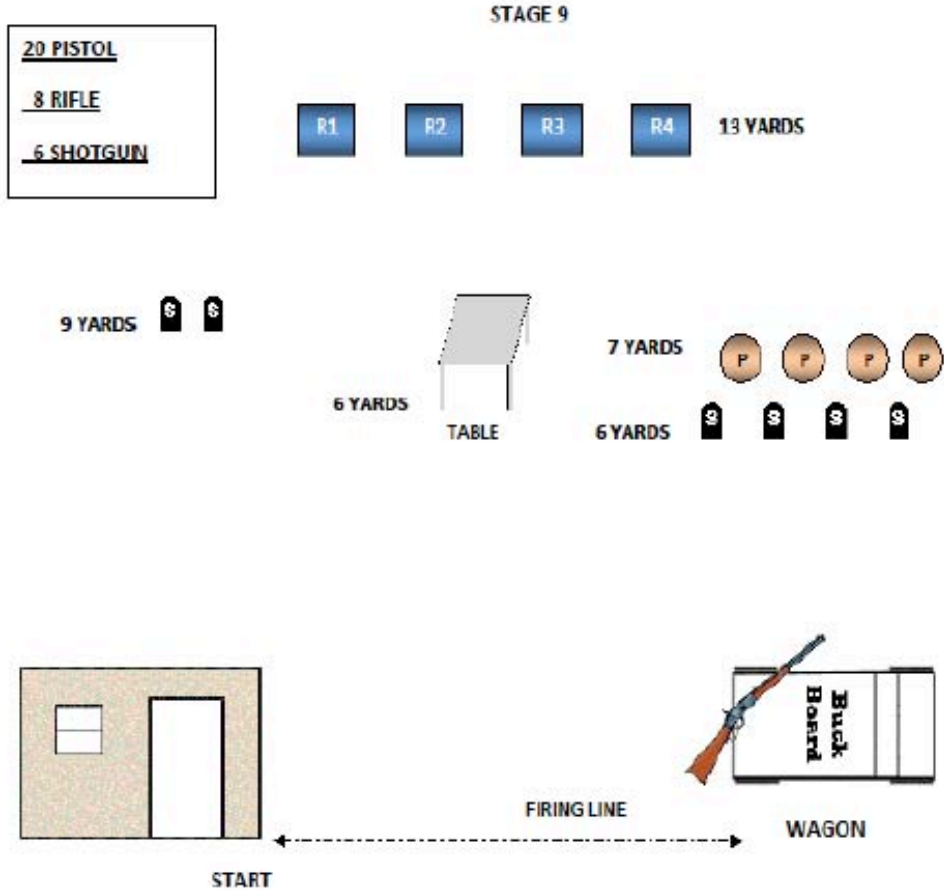 STAGE 9
20 PISTOL
8 RIFLE
6 SHOTGUN
R1 R2 R3 R4 13 YARDS
9 YARDS S S
7 YARDS P P P P
6 YARDS
TABLE
6 YARDS S S S S
Buck
Board
FIRING LINE
WAGON
START